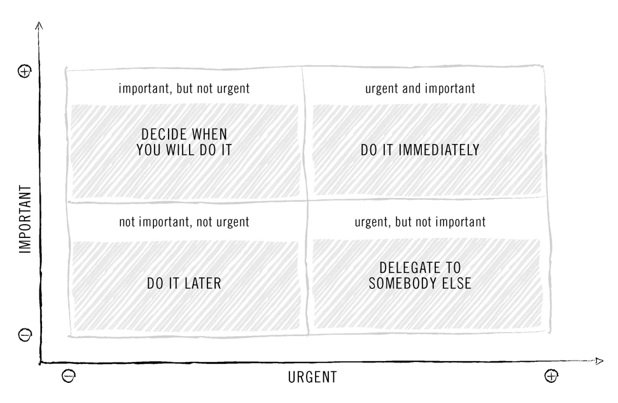 important, but not urgent
urgent and important
DECIDE WHEN
YOU WILL DO IT
DO IT IMMEDIATELY
not important, not urgent
urgent, but not important
DO IT LATER
DELEGATE TO
SOMEBODY ELSE
IMPORTANT
URGENT